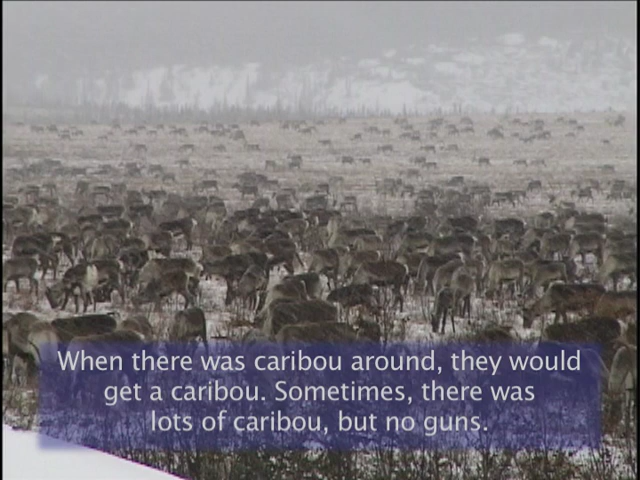 When there was caribou around, they would
get a caribou. Sometimes, there was
lots of caribou, but no guns.